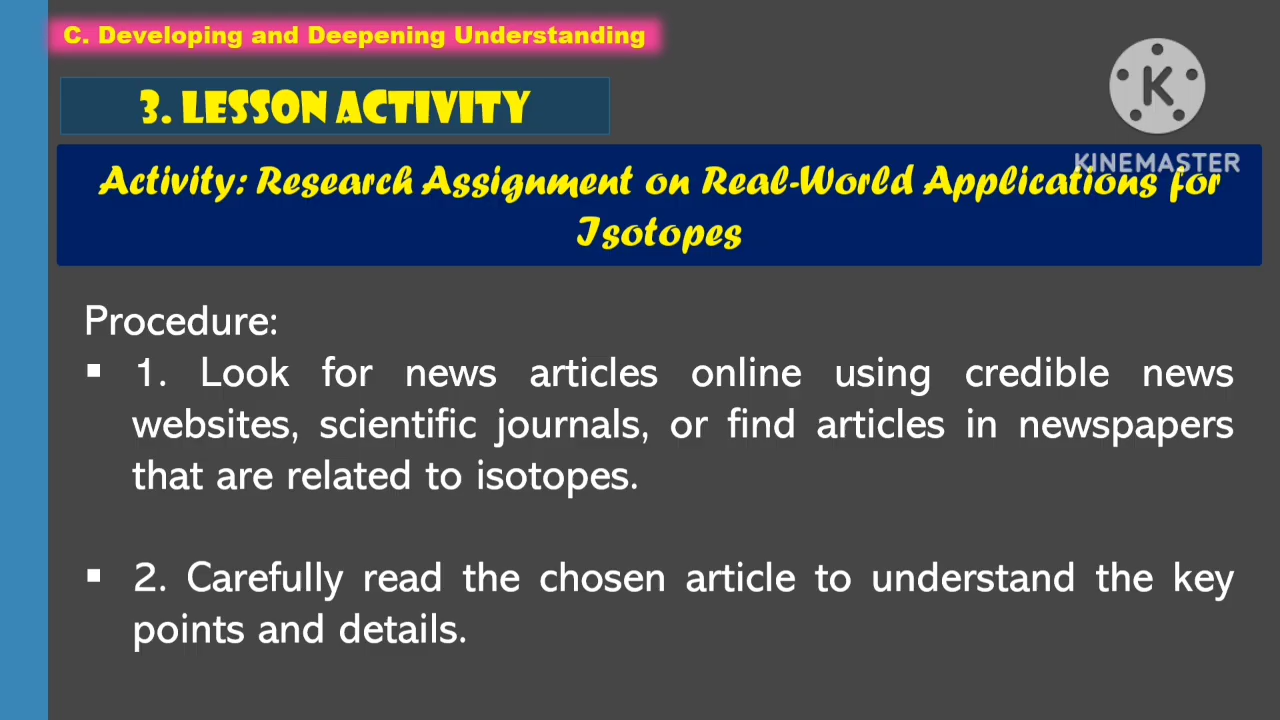 C. Developing and Deepening Understanding
3. LESSON ACTIVITY
K
KINEMASTER
Activity: Research Assignment on Real-World Applications for
Isotopes
Procedure:
▪ 1. Look for news articles online using credible news
websites, scientific journals, or find articles in newspapers
that are related to isotopes.
▪ 2. Carefully read the chosen article to understand the key
points and details.